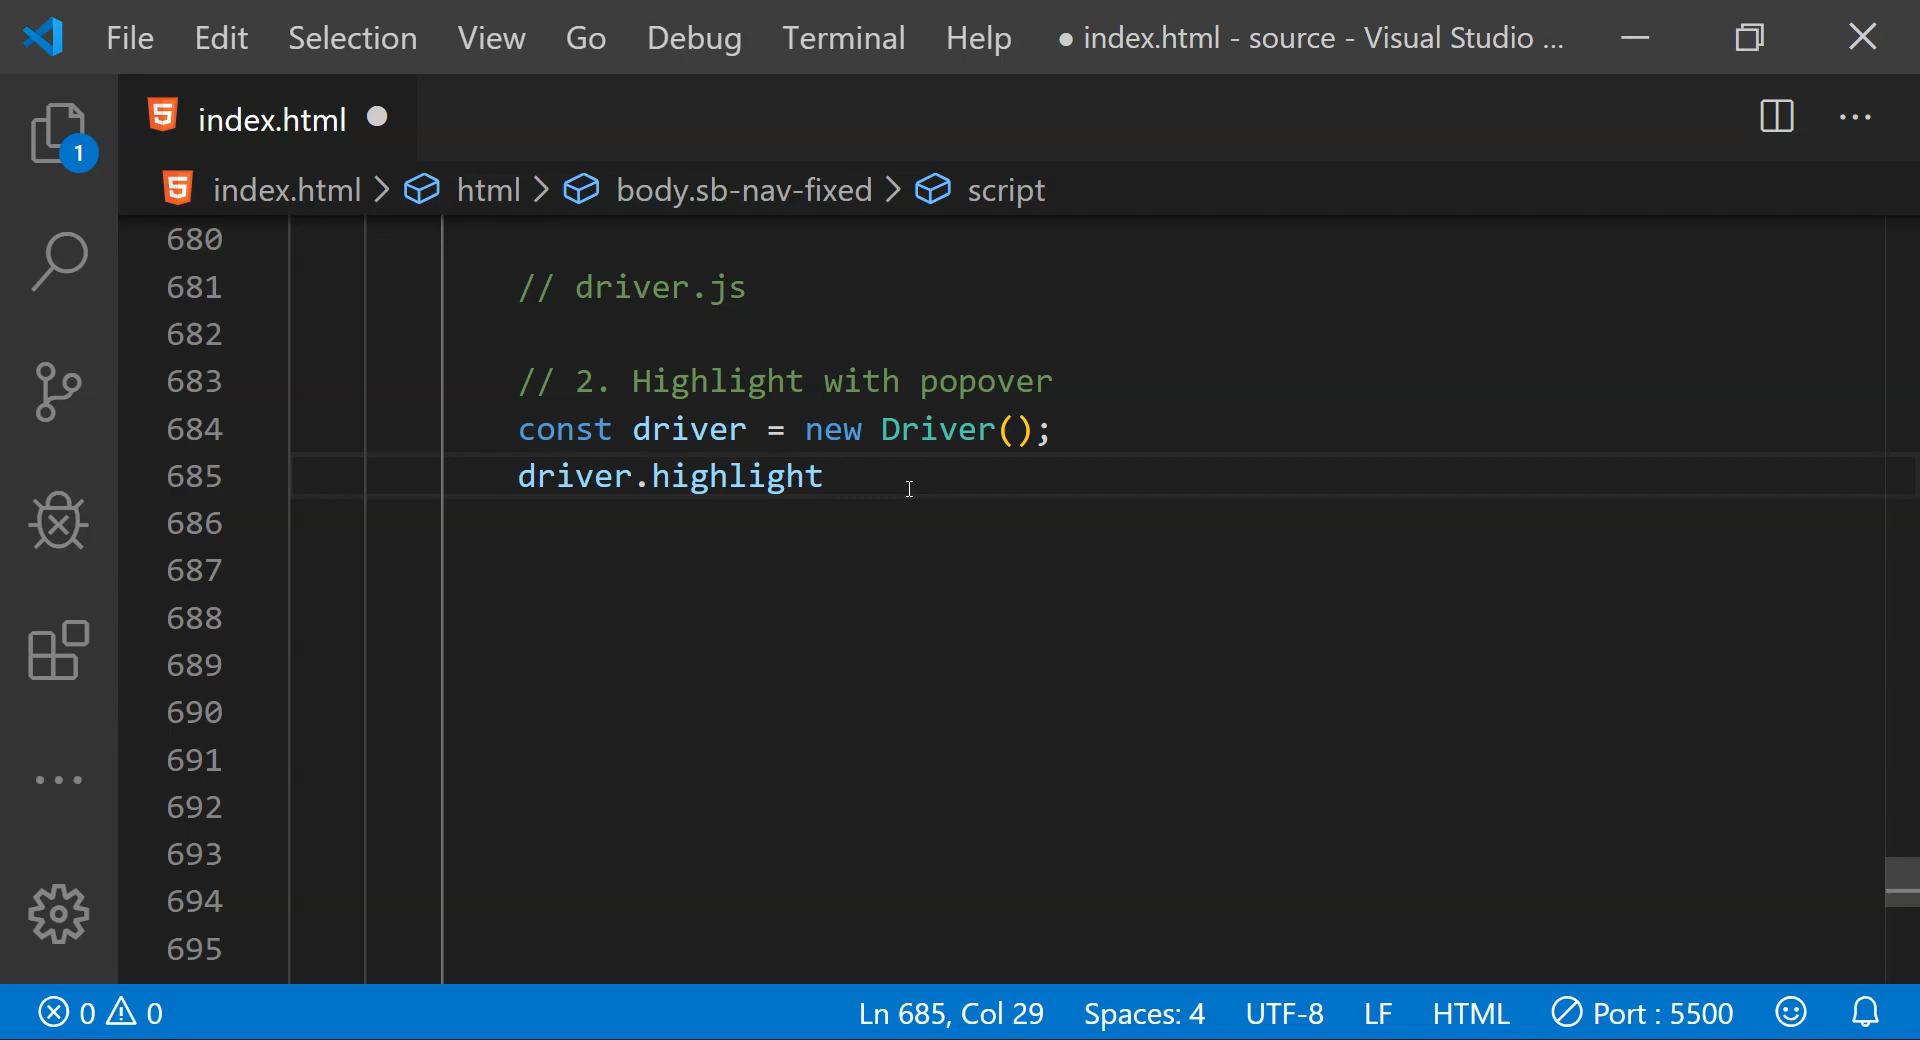 File Edit Selection View Go Debug Terminal Help ● index.html - source - Visual Studio ...
index.html ●
index.html > html > body.sb-nav-fixed > script
1
680
681 // driver.js
682
683 // 2. Highlight with popover
684 const driver = new Driver();
685 driver.highlight
686
687
688
689
690
691
692
693
694
695
0 0 Ln 685, Col 29 Spaces: 4 UTF-8 LF HTML Port : 5500